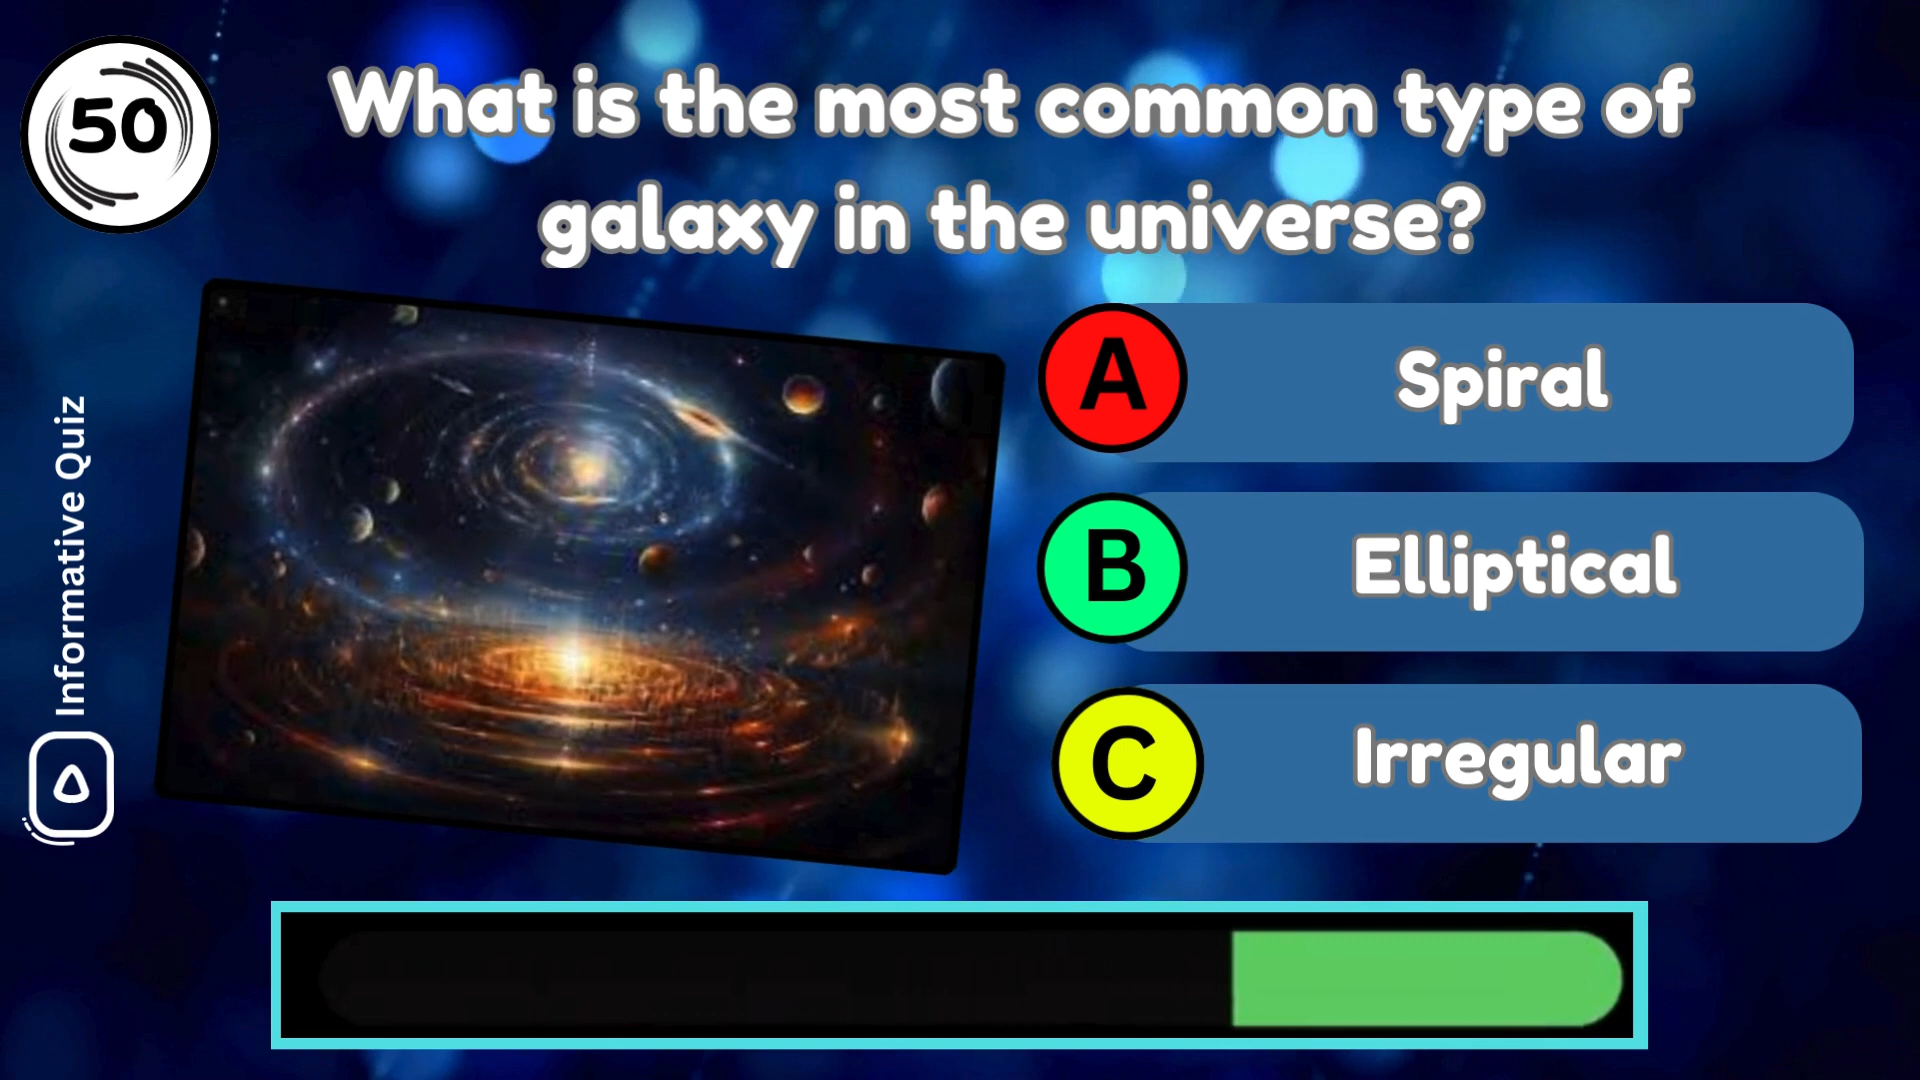 50
What is the most common type of
galaxy in the universe?
A
Spiral
B
Elliptical
C
Irregular
Informative Quiz